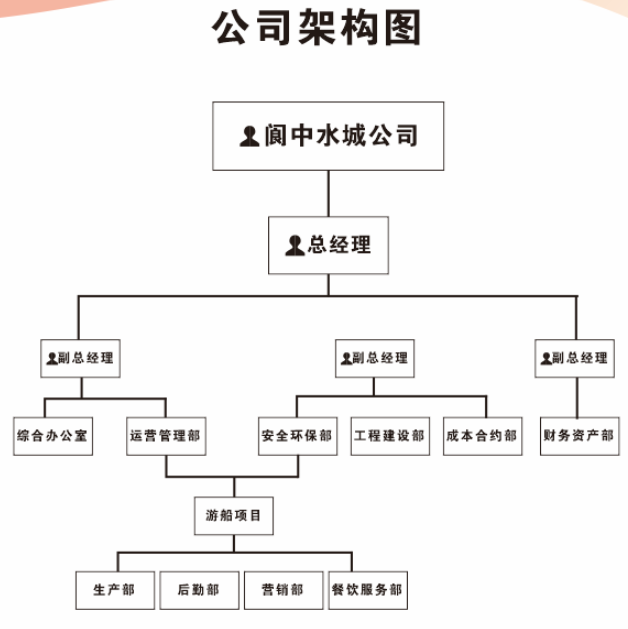 公司架构图
阆中水城公司
总经理
副总经理
副总经理
副总经理
综合办公室
运营管理部
安全环保部
工程建设部
成本合约部
财务资产部
游船项目
生产部
后勤部
营销部
餐饮服务部